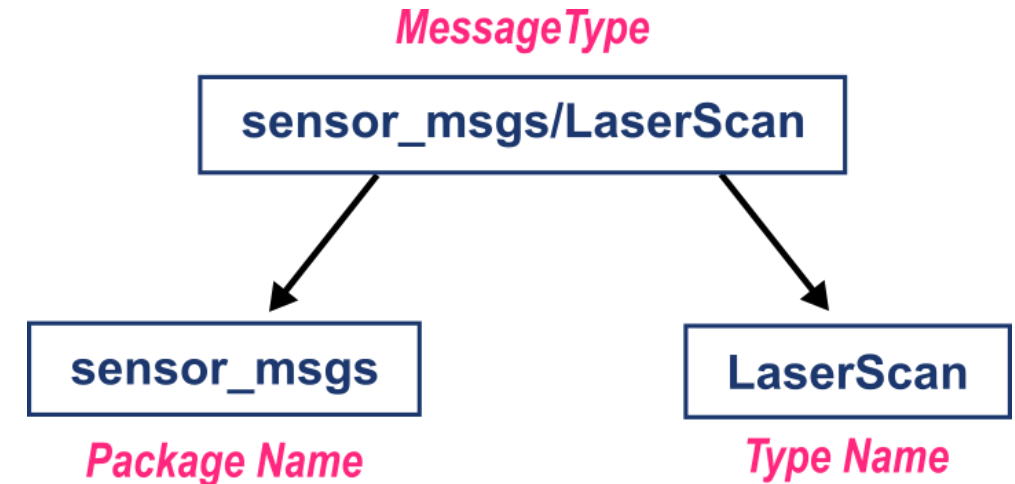 MessageType
sensor_msgs/LaserScan
sensor_msgs
LaserScan
Package Name
Type Name